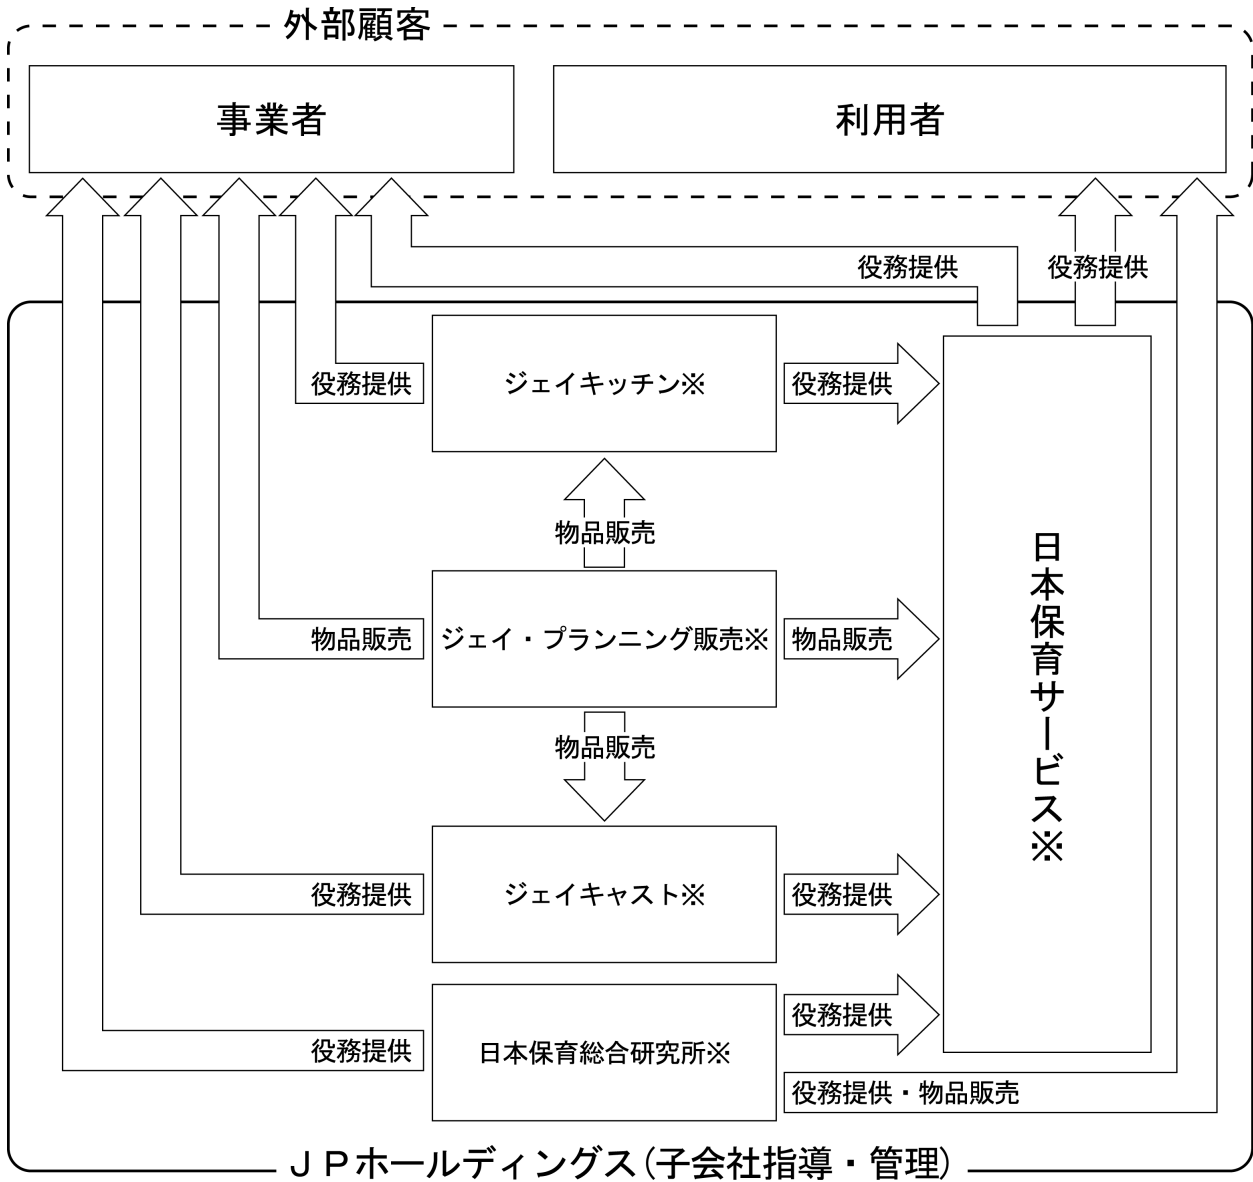 外部顧客
事業者
利用者
役務提供
役務提供
役務提供
ジェイキッチン※
役務提供
物品販売
物品販売
ジェイ・プランニング販売※
物品販売
日本保育サービス※
物品販売
役務提供
ジェイキャスト※
役務提供
役務提供
役務提供
日本保育総合研究所※
役務提供・物品販売
ＪＰホールディングス（子会社指導・管理）